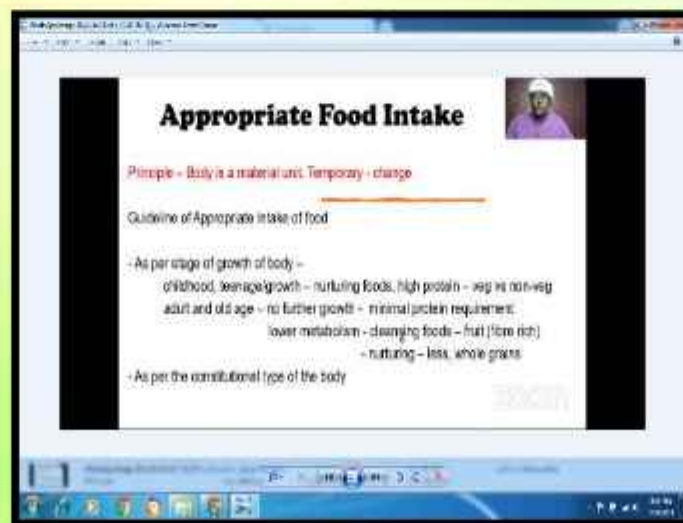 Appropriate Food Intake
Principle – Body is a material unit. Temporary - change
Guideline of Appropriate intake of food
- As per stage of growth of body –
childhood, teenage/growth – nurturing foods, high protein – veg vs non-veg
adult and old age – no further growth – minimal protein requirement
lower metabolism - cleansing foods – fruit (fibre rich)
- nurturing – less, whole grains
- As per the constitutional type of the body